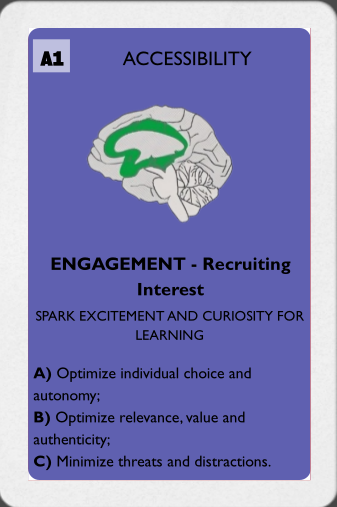 A1
ACCESSIBILITY
ENGAGEMENT - Recruiting
Interest
SPARK EXCITEMENT AND CURIOSITY FOR
LEARNING
A) Optimize individual choice and
autonomy;
B) Optimize relevance, value and
authenticity;
C) Minimize threats and distractions.